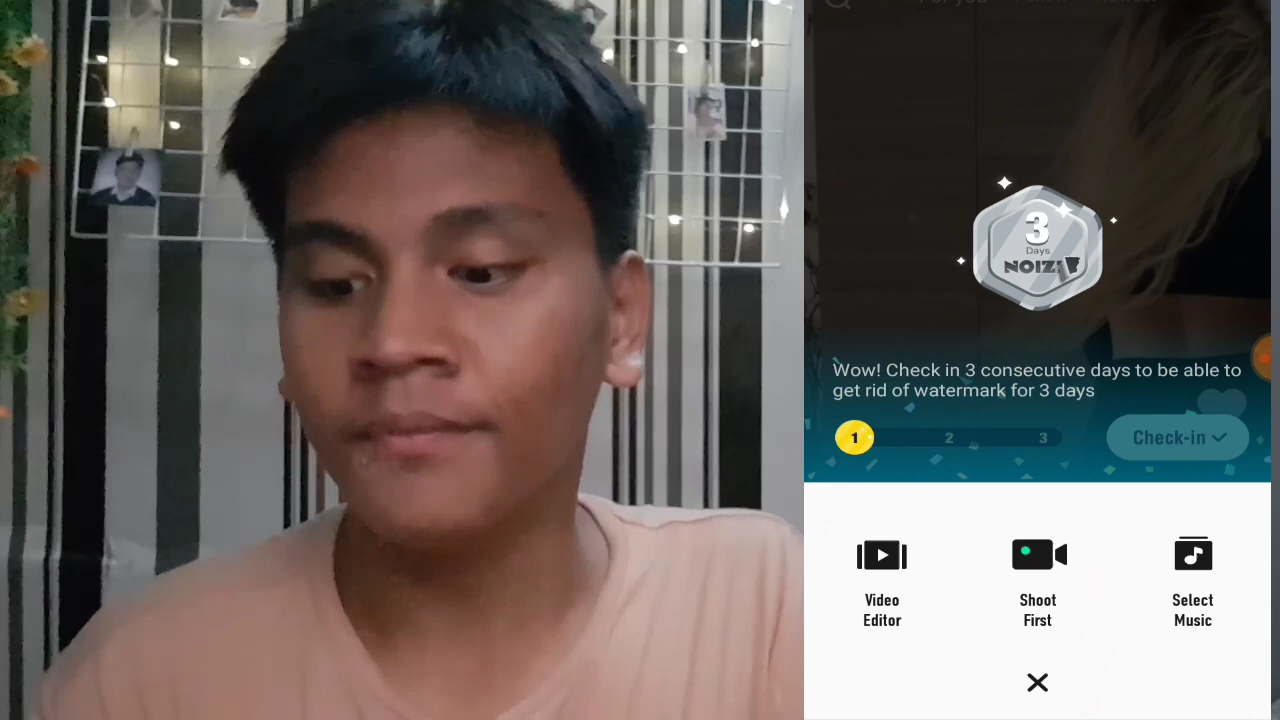 3
Days
NOIZZ
Wow! Check in 3 consecutive days to be able to
get rid of watermark for 3 days
1 2 3 Check-in
Video Shoot Select
Editor First Music